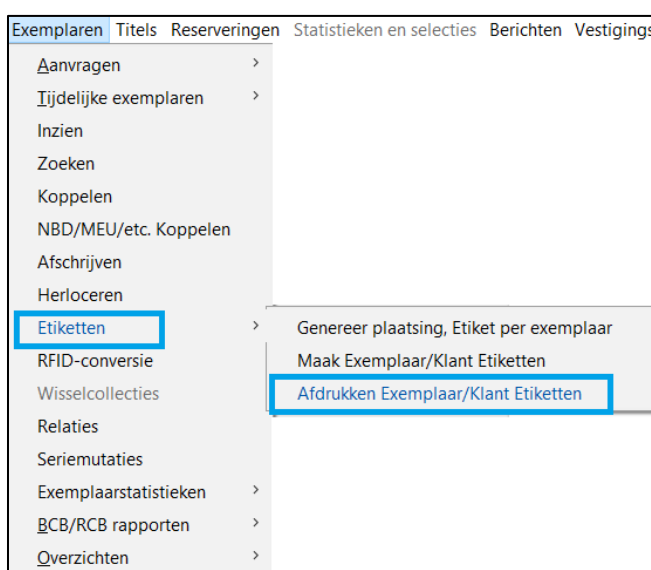 Exemplaren Titels Reserveringen Statistieken en selecties Berichten Vestigings
Aanvragen >
Tijdelijke exemplaren >
Inzien
Zoeken
Koppelen
NBD/MEU/etc. Koppelen
Afschrijven
Herloceren
Etiketten > Genereer plaatsing, Etiket per exemplaar
RFID-conversie Maak Exemplaar/Klant Etiketten
Wisselcollecties Afdrukken Exemplaar/Klant Etiketten
Relaties
Seriemutaties
Exemplaarstatistieken >
BCB/RCB rapporten >
Overzichten >